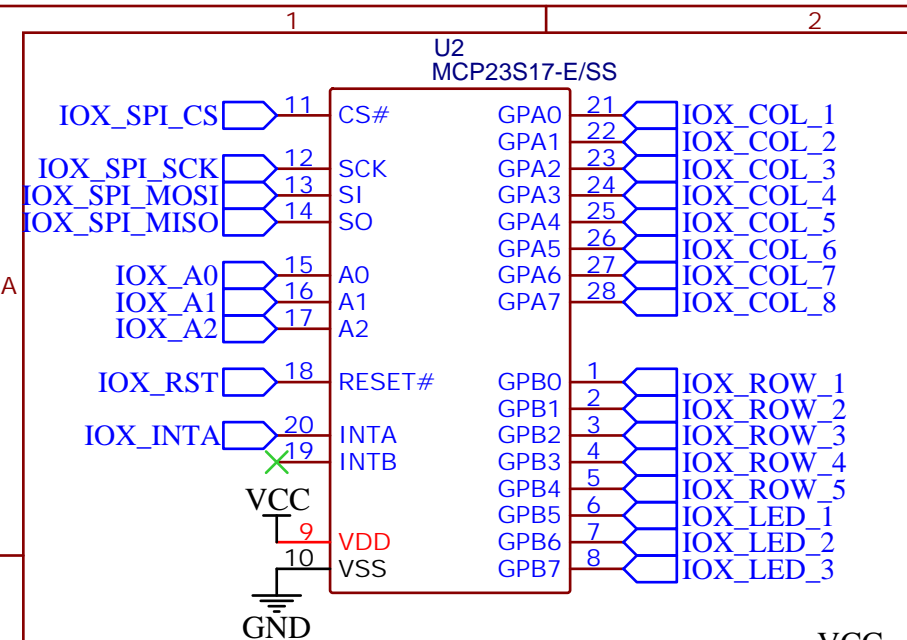 1 2
U2
MCP23S17-E/SS
IOX_SPI_CS 11 CS# GPA0 21 IOX_COL_1
GPA1 22 IOX_COL_2
IOX_SPI_SCK 12 SCK GPA2 23 IOX_COL_3
IOX_SPI_MOSI 13 SI GPA3 24 IOX_COL_4
IOX_SPI_MISO 14 SO GPA4 25 IOX_COL_5
GPA5 26 IOX_COL_6
IOX_A0 15 A0 GPA6 27 IOX_COL_7
A IOX_A1 16 A1 GPA7 28 IOX_COL_8
IOX_A2 17 A2
IOX_RST 18 RESET# GPB0 1 IOX_ROW_1
GPB1 2 IOX_ROW_2
IOX_INTA 20 INTA GPB2 3 IOX_ROW_3
19 INTB GPB3 4 IOX_ROW_4
GPB4 5 IOX_ROW_5
VCC GPB5 6 IOX_LED_1
9 VDD GPB6 7 IOX_LED_2
10 VSS GPB7 8 IOX_LED_3
GND
VCC